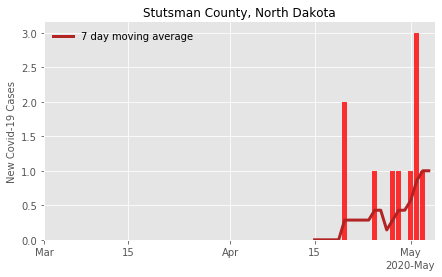 Stutsman County, North Dakota
7 day moving average
New Covid-19 Cases
3.0
2.5
2.0
1.5
1.0
0.5
0.0
Mar
15
Apr
15
May
2020-May